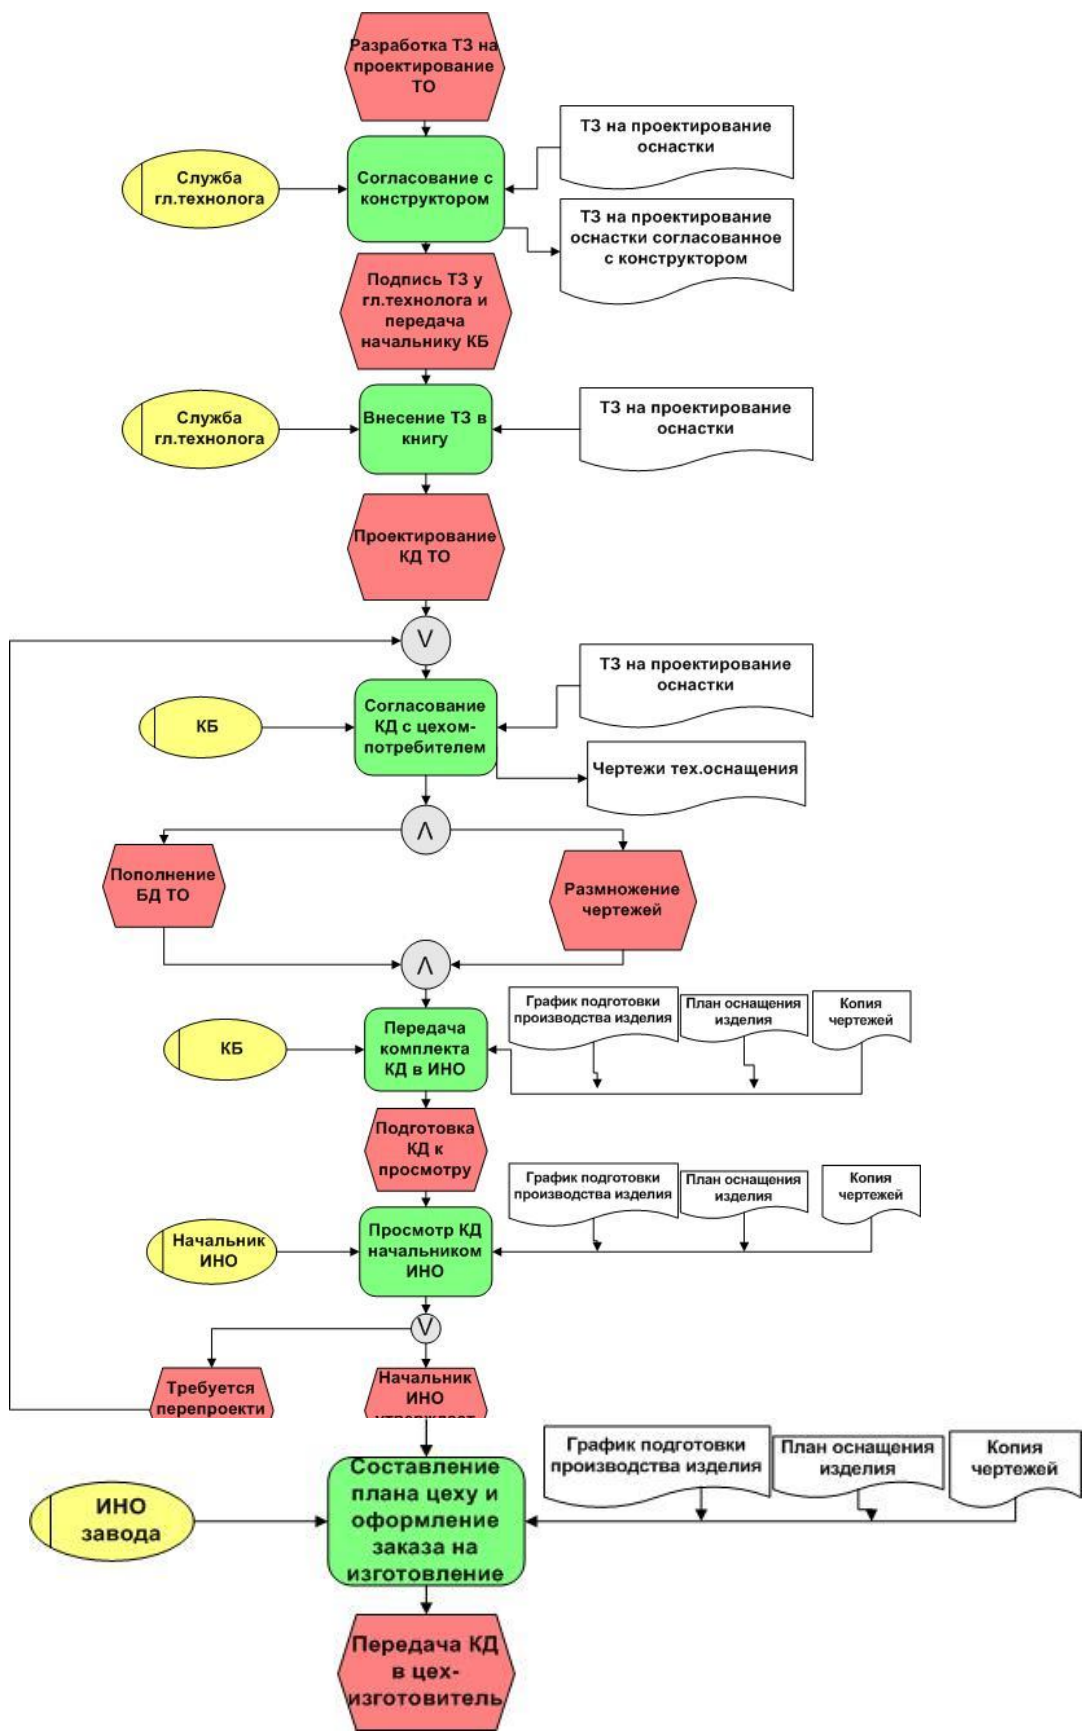 Разработка ТЗ на
проектирование
ТО
ТЗ на проектирование
оснастки
Служба
гл.технолога
Согласование с
конструктором
ТЗ на проектирование
оснастки согласованное
с конструктором
Подпись ТЗ у
гл.технолога и
передача
начальнику КБ
Служба
гл.технолога
Внесение ТЗ в
книгу
ТЗ на проектирование
оснастки
Проектирование
КД ТО
V
ТЗ на проектирование
оснастки
КБ
Согласование
КД с цехом-
потребителем
Чертежи тех.оснащения
Λ
Пополнение
БД ТО
Размножение
чертежей
Λ
График подготовки
производства изделия
План оснащения
изделия
Копия
чертежей
КБ
Передача
комплекта
КД в ИНО
Подготовка
КД к
просмотру
График подготовки
производства изделия
План оснащения
изделия
Копия
чертежей
Начальник
ИНО
Просмотр КД
начальником
ИНО
V
Требуется
перепроекти
Начальник
ИНО
утверждает
График подготовки
производства изделия
План оснащения
изделия
Копия
чертежей
ИНО
завода
Составление
плана цеху и
оформление
заказа на
изготовление
Передача КД
в цех-
изготовитель